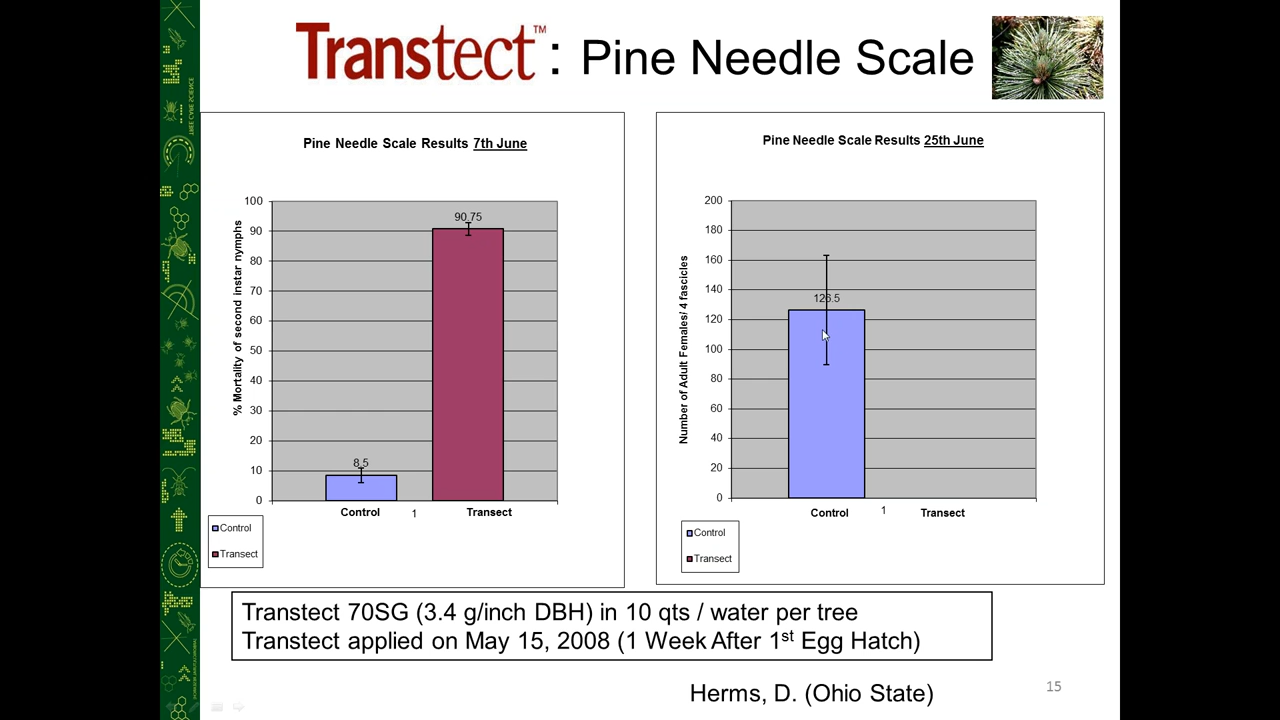 Transtect™: Pine Needle Scale
TREE CARE SCIENCE
Pine Needle Scale Results 7th June
% Mortality of second instar nymphs
100
90
80
70
60
50
40
30
20
10
0
90.75
8.5
Control 1 Transect
Control
Transect
Pine Needle Scale Results 25th June
Number of Adult Females/ 4 fascicles
200
180
160
140
120
100
80
60
40
20
0
126.5
Control 1 Transect
Control
Transect
Transtect 70SG (3.4 g/inch DBH) in 10 qts / water per tree
Transtect applied on May 15, 2008 (1 Week After 1st Egg Hatch)
Herms, D. (Ohio State)
15